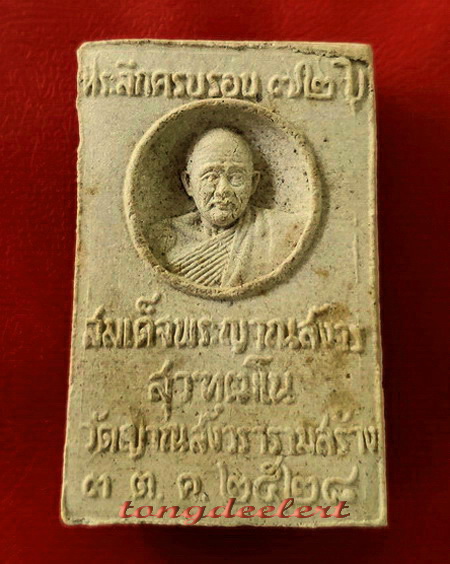 ที่ระลึกครบรอบ ๗๒ ปี
สมเด็จพระญาณสังวร
สุวฑฺฒโน
วัดญาณสังวรารามสร้าง
๓ ต.ค. ๒๕๒๘
tongdeelert